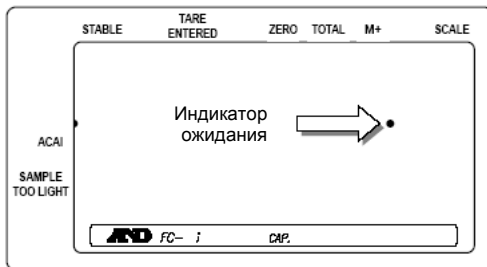 STABLE TARE ENTERED ZERO TOTAL M+ SCALE
Индикатор
ожидания
ACAI
SAMPLE
TOO LIGHT
AND FC- i CAP.